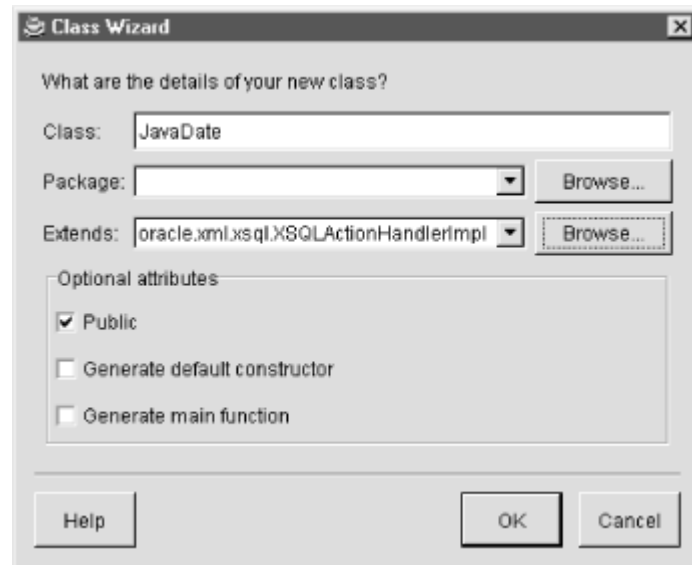 Class Wizard
What are the details of your new class?
Class: JavaDate
Package: Browse...
Extends: oracle.xml.xsql.XSQLActionHandlerImpl Browse...
Optional attributes
Public
Generate default constructor
Generate main function
Help OK Cancel